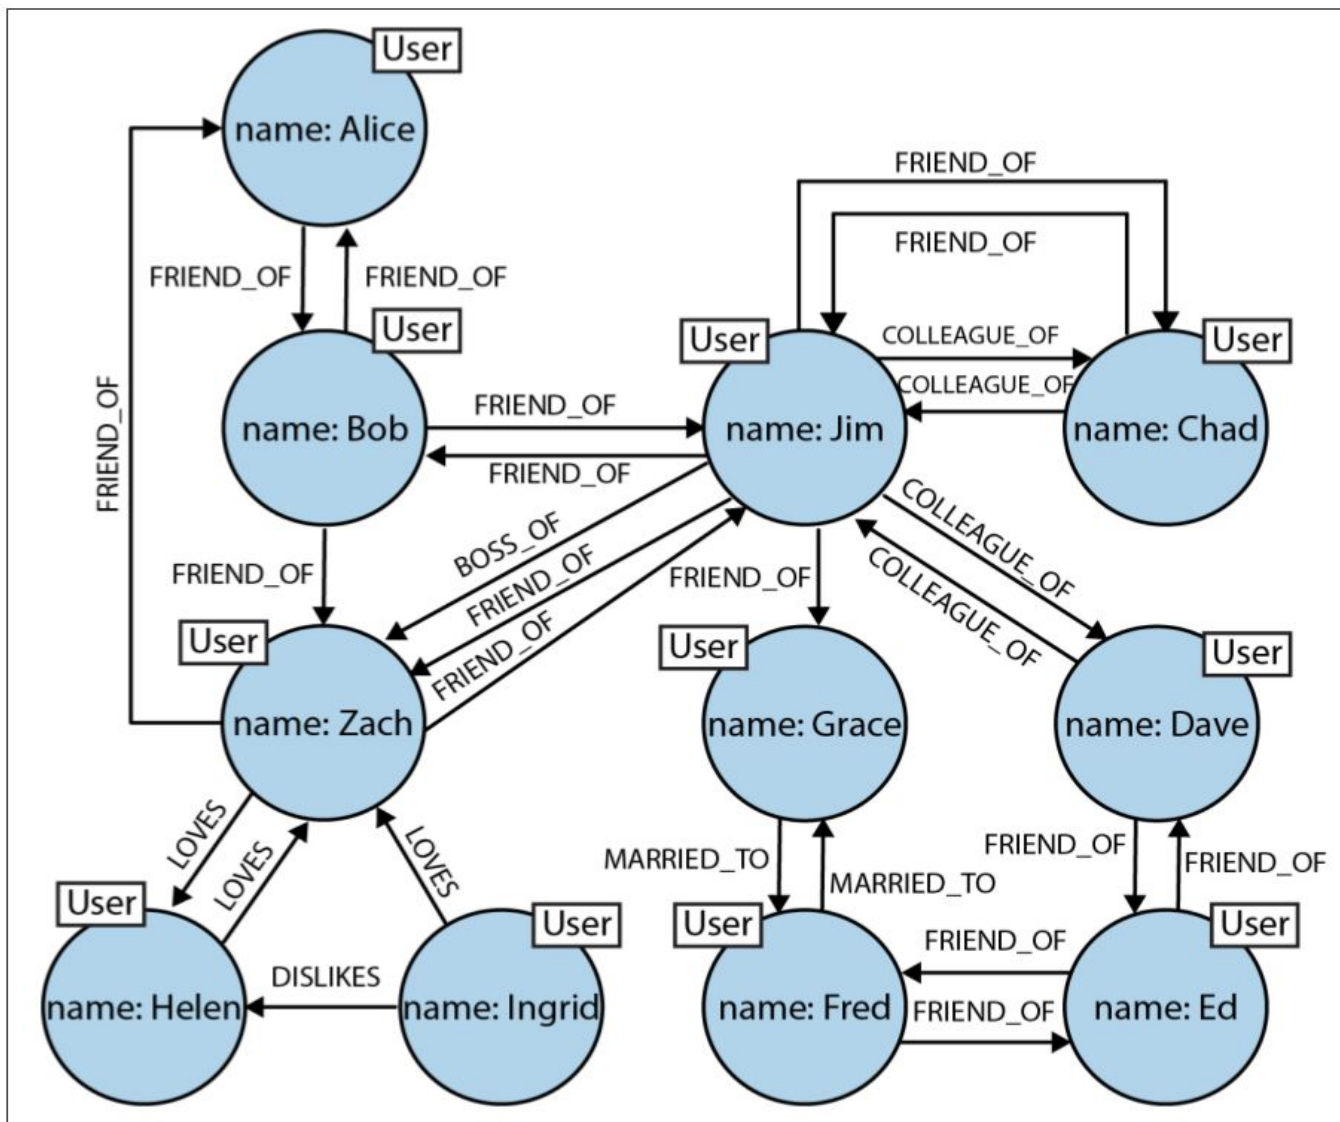 User
name: Alice
FRIEND_OF
FRIEND_OF
FRIEND_OF
FRIEND_OF
FRIEND_OF
User
User
User
COLLEAGUE_OF
COLLEAGUE_OF
name: Bob
FRIEND_OF
name: Jim
name: Chad
FRIEND_OF
BOSS_OF
FRIEND_OF
FRIEND_OF
FRIEND_OF
FRIEND_OF
COLLEAGUE_OF
COLLEAGUE_OF
User
User
User
name: Zach
name: Grace
name: Dave
LOVES
LOVES
LOVES
MARRIED_TO
MARRIED_TO
FRIEND_OF
FRIEND_OF
User
User
User
User
DISLIKES
FRIEND_OF
name: Helen
name: Ingrid
name: Fred
FRIEND_OF
name: Ed